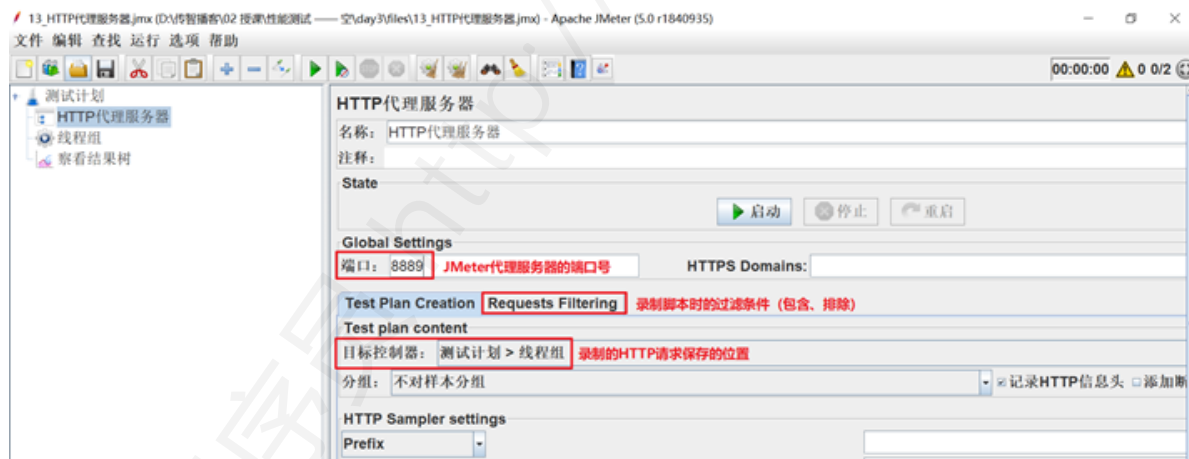 13_HTTP代理服务器.jmx (D:\传智播客\02 授课\性能测试 —— 空\day3\files\13_HTTP代理服务器.jmx) - Apache JMeter (5.0 r1840935)
文件 编辑 查找 运行 选项 帮助
00:00:00 0 0/2
测试计划
HTTP代理服务器
线程组
察看结果树
HTTP代理服务器
名称： HTTP代理服务器
注释：
State
启动 停止 重启
Global Settings
端口： 8889 JMeter代理服务器的端口号 HTTPS Domains:
Test Plan Creation Requests Filtering 录制脚本时的过滤条件（包含、排除）
Test plan content
目标控制器： 测试计划 > 线程组 录制的HTTP请求保存的位置
分组： 不对样本分组 记录HTTP信息头 添加断
HTTP Sampler settings
Prefix